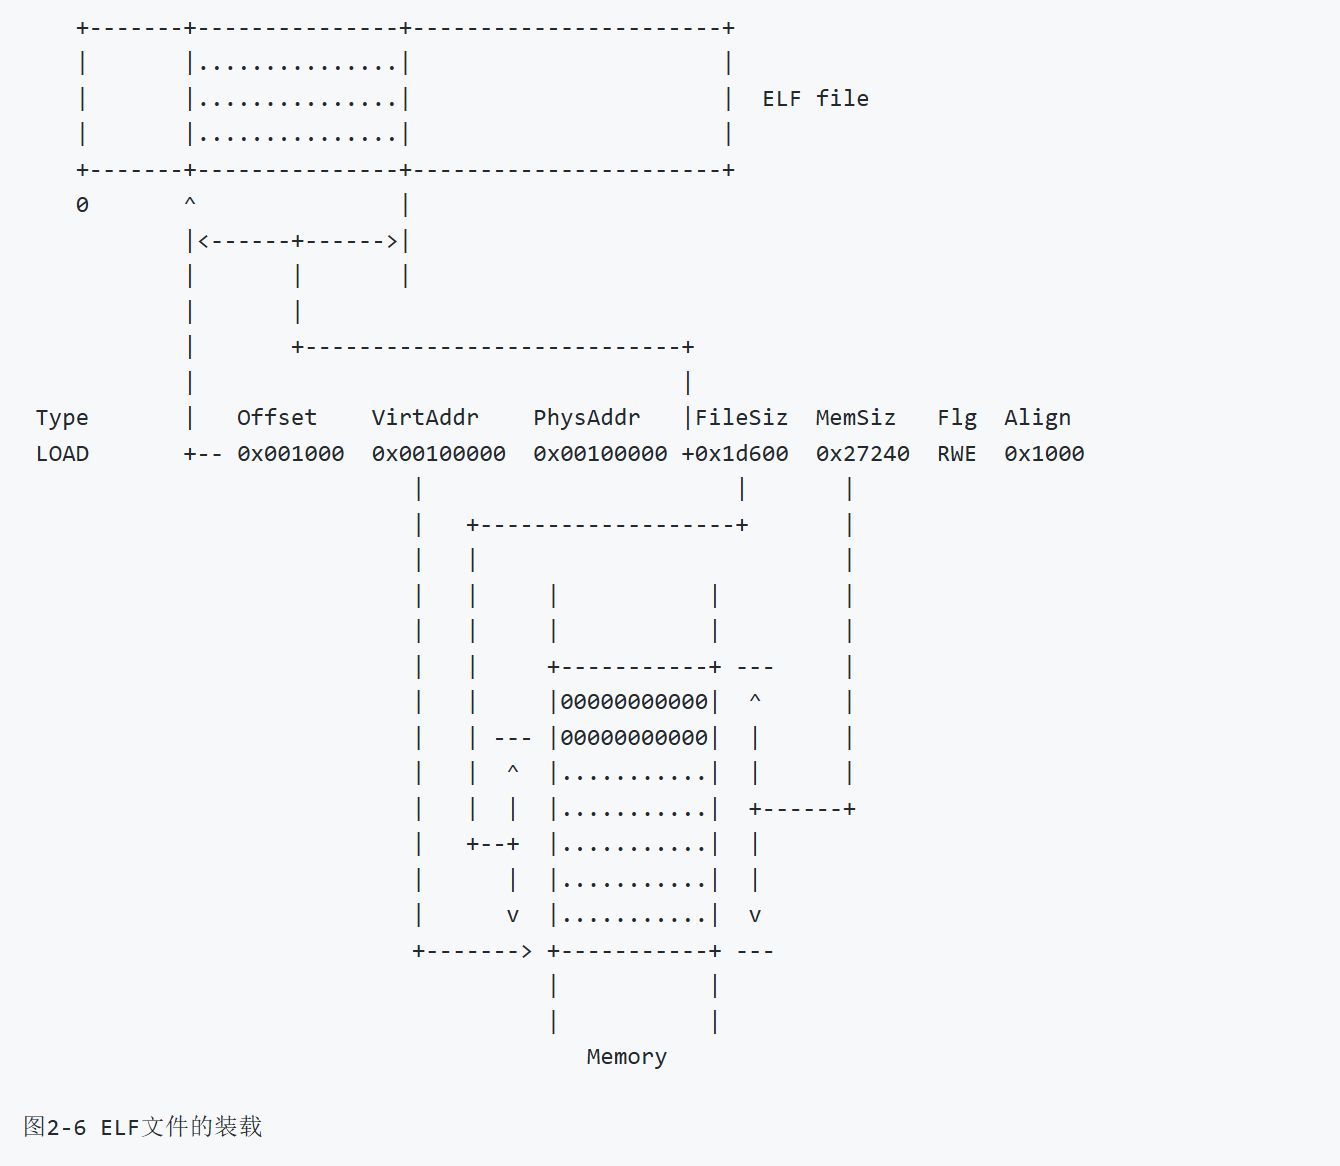 +-------+---------------+-----------------------+
    |       |...............|                       |
    |       |...............|                       |  ELF file
    |       |...............|                       |
    +-------+---------------+-----------------------+
    0       ^               |
            |<------+------>|
            |       |       |
            |       |
            |       +----------------------------+
            |                                    |
 Type       |   Offset    VirtAddr    PhysAddr   |FileSiz  MemSiz   Flg  Align
 LOAD       +-- 0x001000  0x00100000  0x00100000 +0x1d600  0x27240  RWE  0x1000
                             |                       |       |
                             |   +-------------------+       |
                             |   |                           |
                             |   |     |           |         |
                             |   |     |           |         |
                             |   |     +-----------+ ---     |
                             |   |     |00000000000|  ^      |
                             |   | --- |00000000000|  |      |
                             |   |  ^  |...........|  |      |
                             |   |  |  |...........|  +------+
                             |   +--+  |...........|  |
                             |      |  |...........|  |
                             |      v  |...........|  v
                             +-------> +-----------+ ---
                                       |           |
                                       |           |
                                          Memory
图2-6 ELF文件的装载